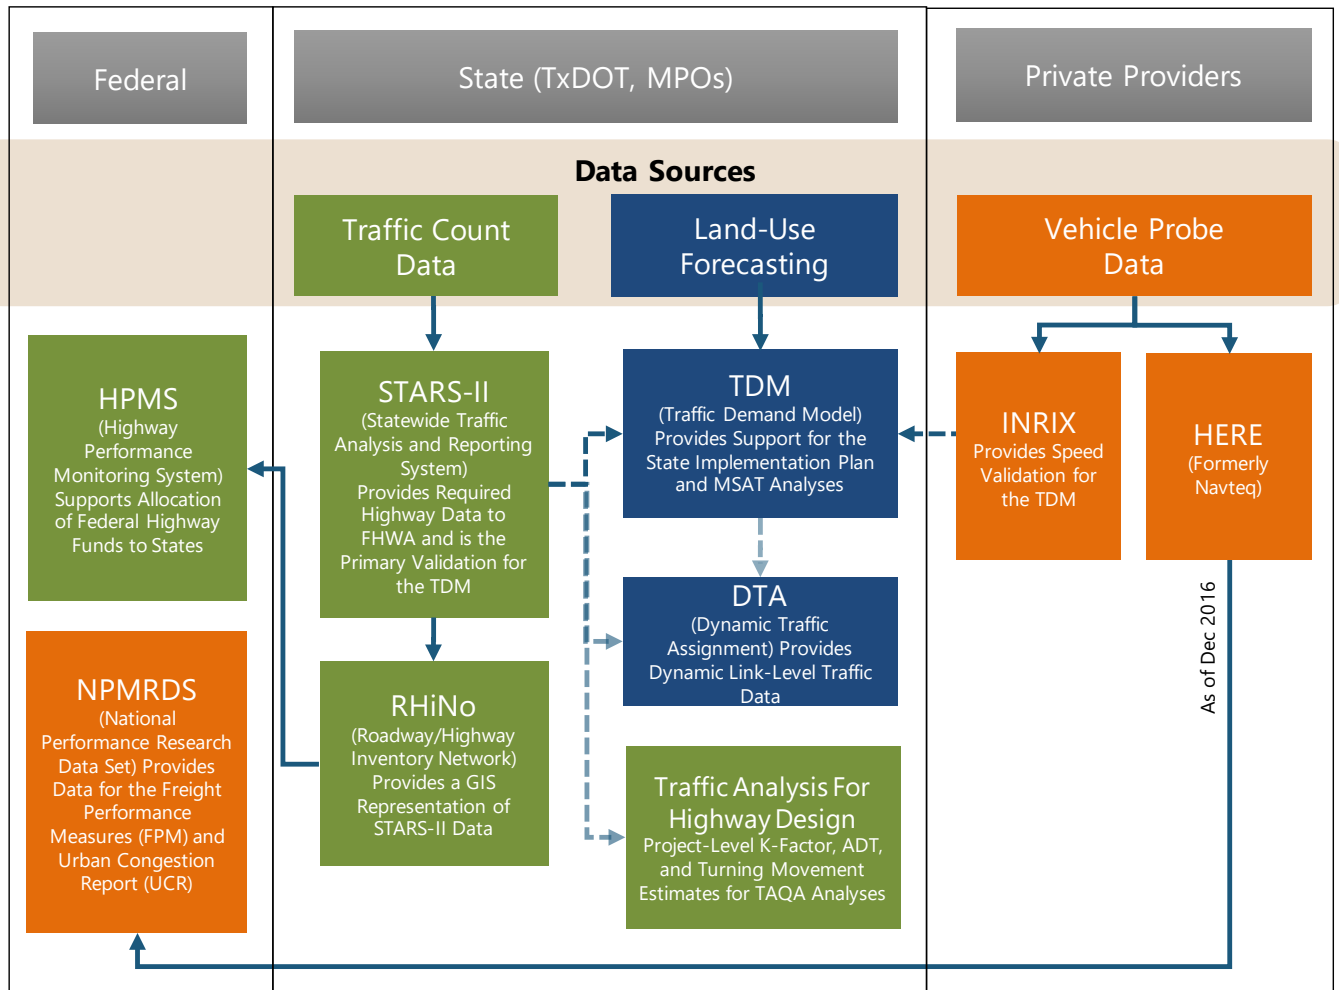 Federal
State (TxDOT, MPOs)
Private Providers
Data Sources
Traffic Count
Data
Land-Use
Forecasting
Vehicle Probe
Data
HPMS
(Highway
Performance
Monitoring System)
Supports Allocation
of Federal Highway
Funds to States
STARS-II
(Statewide Traffic
Analysis and Reporting
System)
Provides Required
Highway Data to
FHWA and is the
Primary Validation for
the TDM
TDM
(Traffic Demand Model)
Provides Support for the
State Implementation Plan
and MSAT Analyses
INRIX
Provides Speed
Validation for
the TDM
HERE
(Formerly
Navteq)
DTA
(Dynamic Traffic
Assignment) Provides
Dynamic Link-Level Traffic
Data
As of Dec 2016
NPMRDS
(National
Performance Research
Data Set) Provides
Data for the Freight
Performance
Measures (FPM) and
Urban Congestion
Report (UCR)
RHiNo
(Roadway/Highway
Inventory Network)
Provides a GIS
Representation of
STARS-II Data
Traffic Analysis For
Highway Design
Project-Level K-Factor, ADT,
and Turning Movement
Estimates for TAQA Analyses